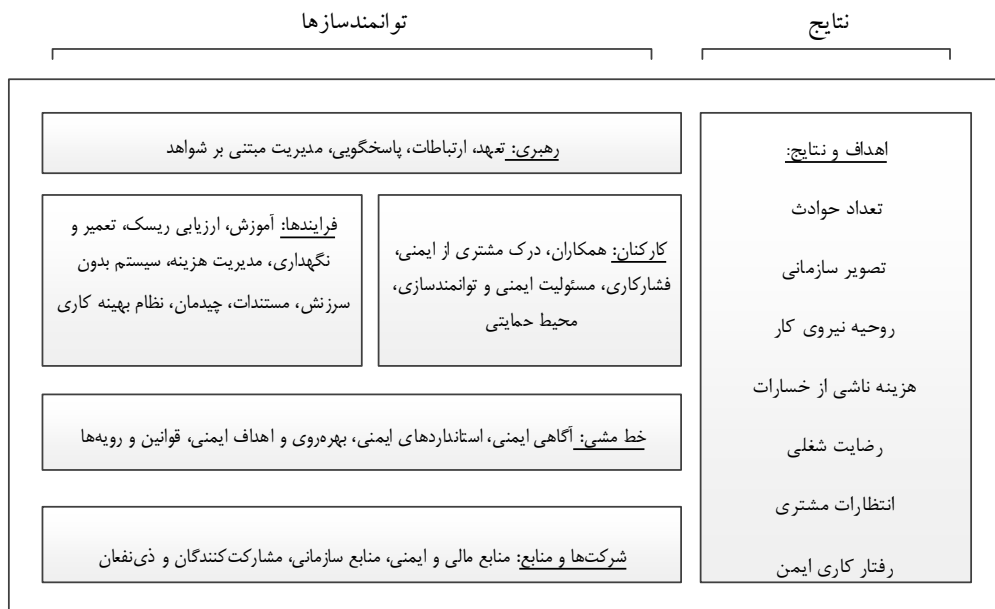 نتایج
توانمندسازها
رهبری: تعهد، ارتباطات، پاسخگویی، مدیریت مبتنی بر شواهد
کارکنان: همکاران، درک مشتری از ایمنی،
فشارکاری، مسئولیت ایمنی و توانمندسازی،
محیط حمایتی
فرایندها: آموزش، ارزیابی ریسک، تعمیر و
نگهداری، مدیریت هزینه، سیستم بدون
سرزنش، مستندات، چیدمان، نظام بهینه کاری
خط مشی: آگاهی ایمنی، استانداردهای ایمنی، بهره‌روی و اهداف ایمنی، قوانین و رویه‌ها
شرکت‌ها و منابع: منابع مالی و ایمنی، منابع سازمانی، مشارکت‌کنندگان و ذی‌نفعان
اهداف و نتایج:
تعداد حوادث
تصویر سازمانی
روحیه نیروی کار
هزینه ناشی از خسارات
رضایت شغلی
انتظارات مشتری
رفتار کاری ایمن